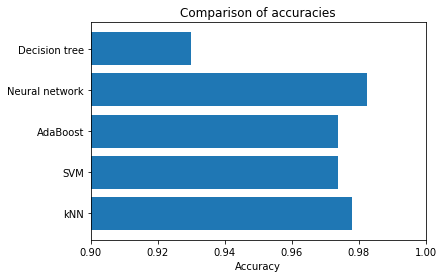 Comparison of accuracies
Decision tree
Neural network
AdaBoost
SVM
kNN
0.90 0.92 0.94 0.96 0.98 1.00
Accuracy